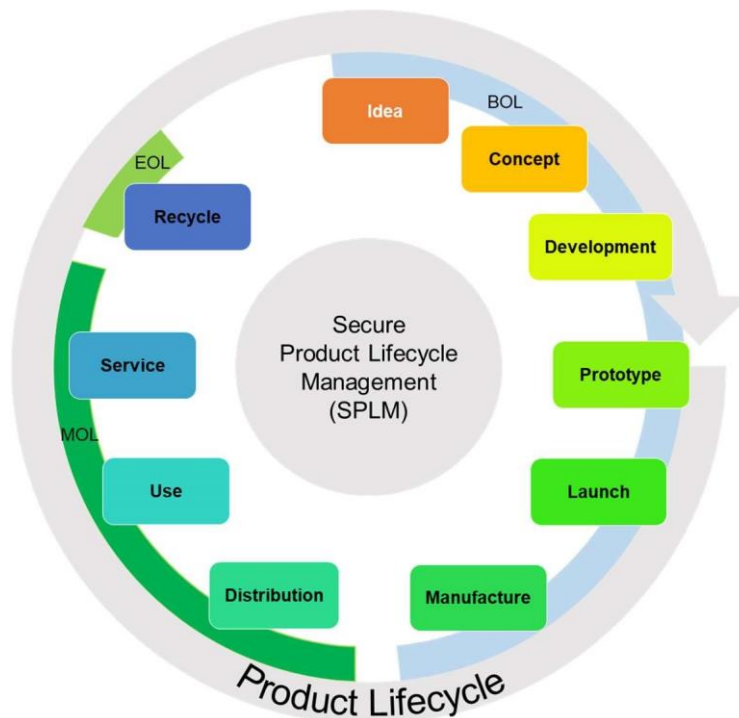 Idea
BOL
Concept
Development
Prototype
Launch
Manufacture
Distribution
Use
MOL
Service
Recycle
EOL
Secure
Product Lifecycle
Management
(SPLM)
Product Lifecycle